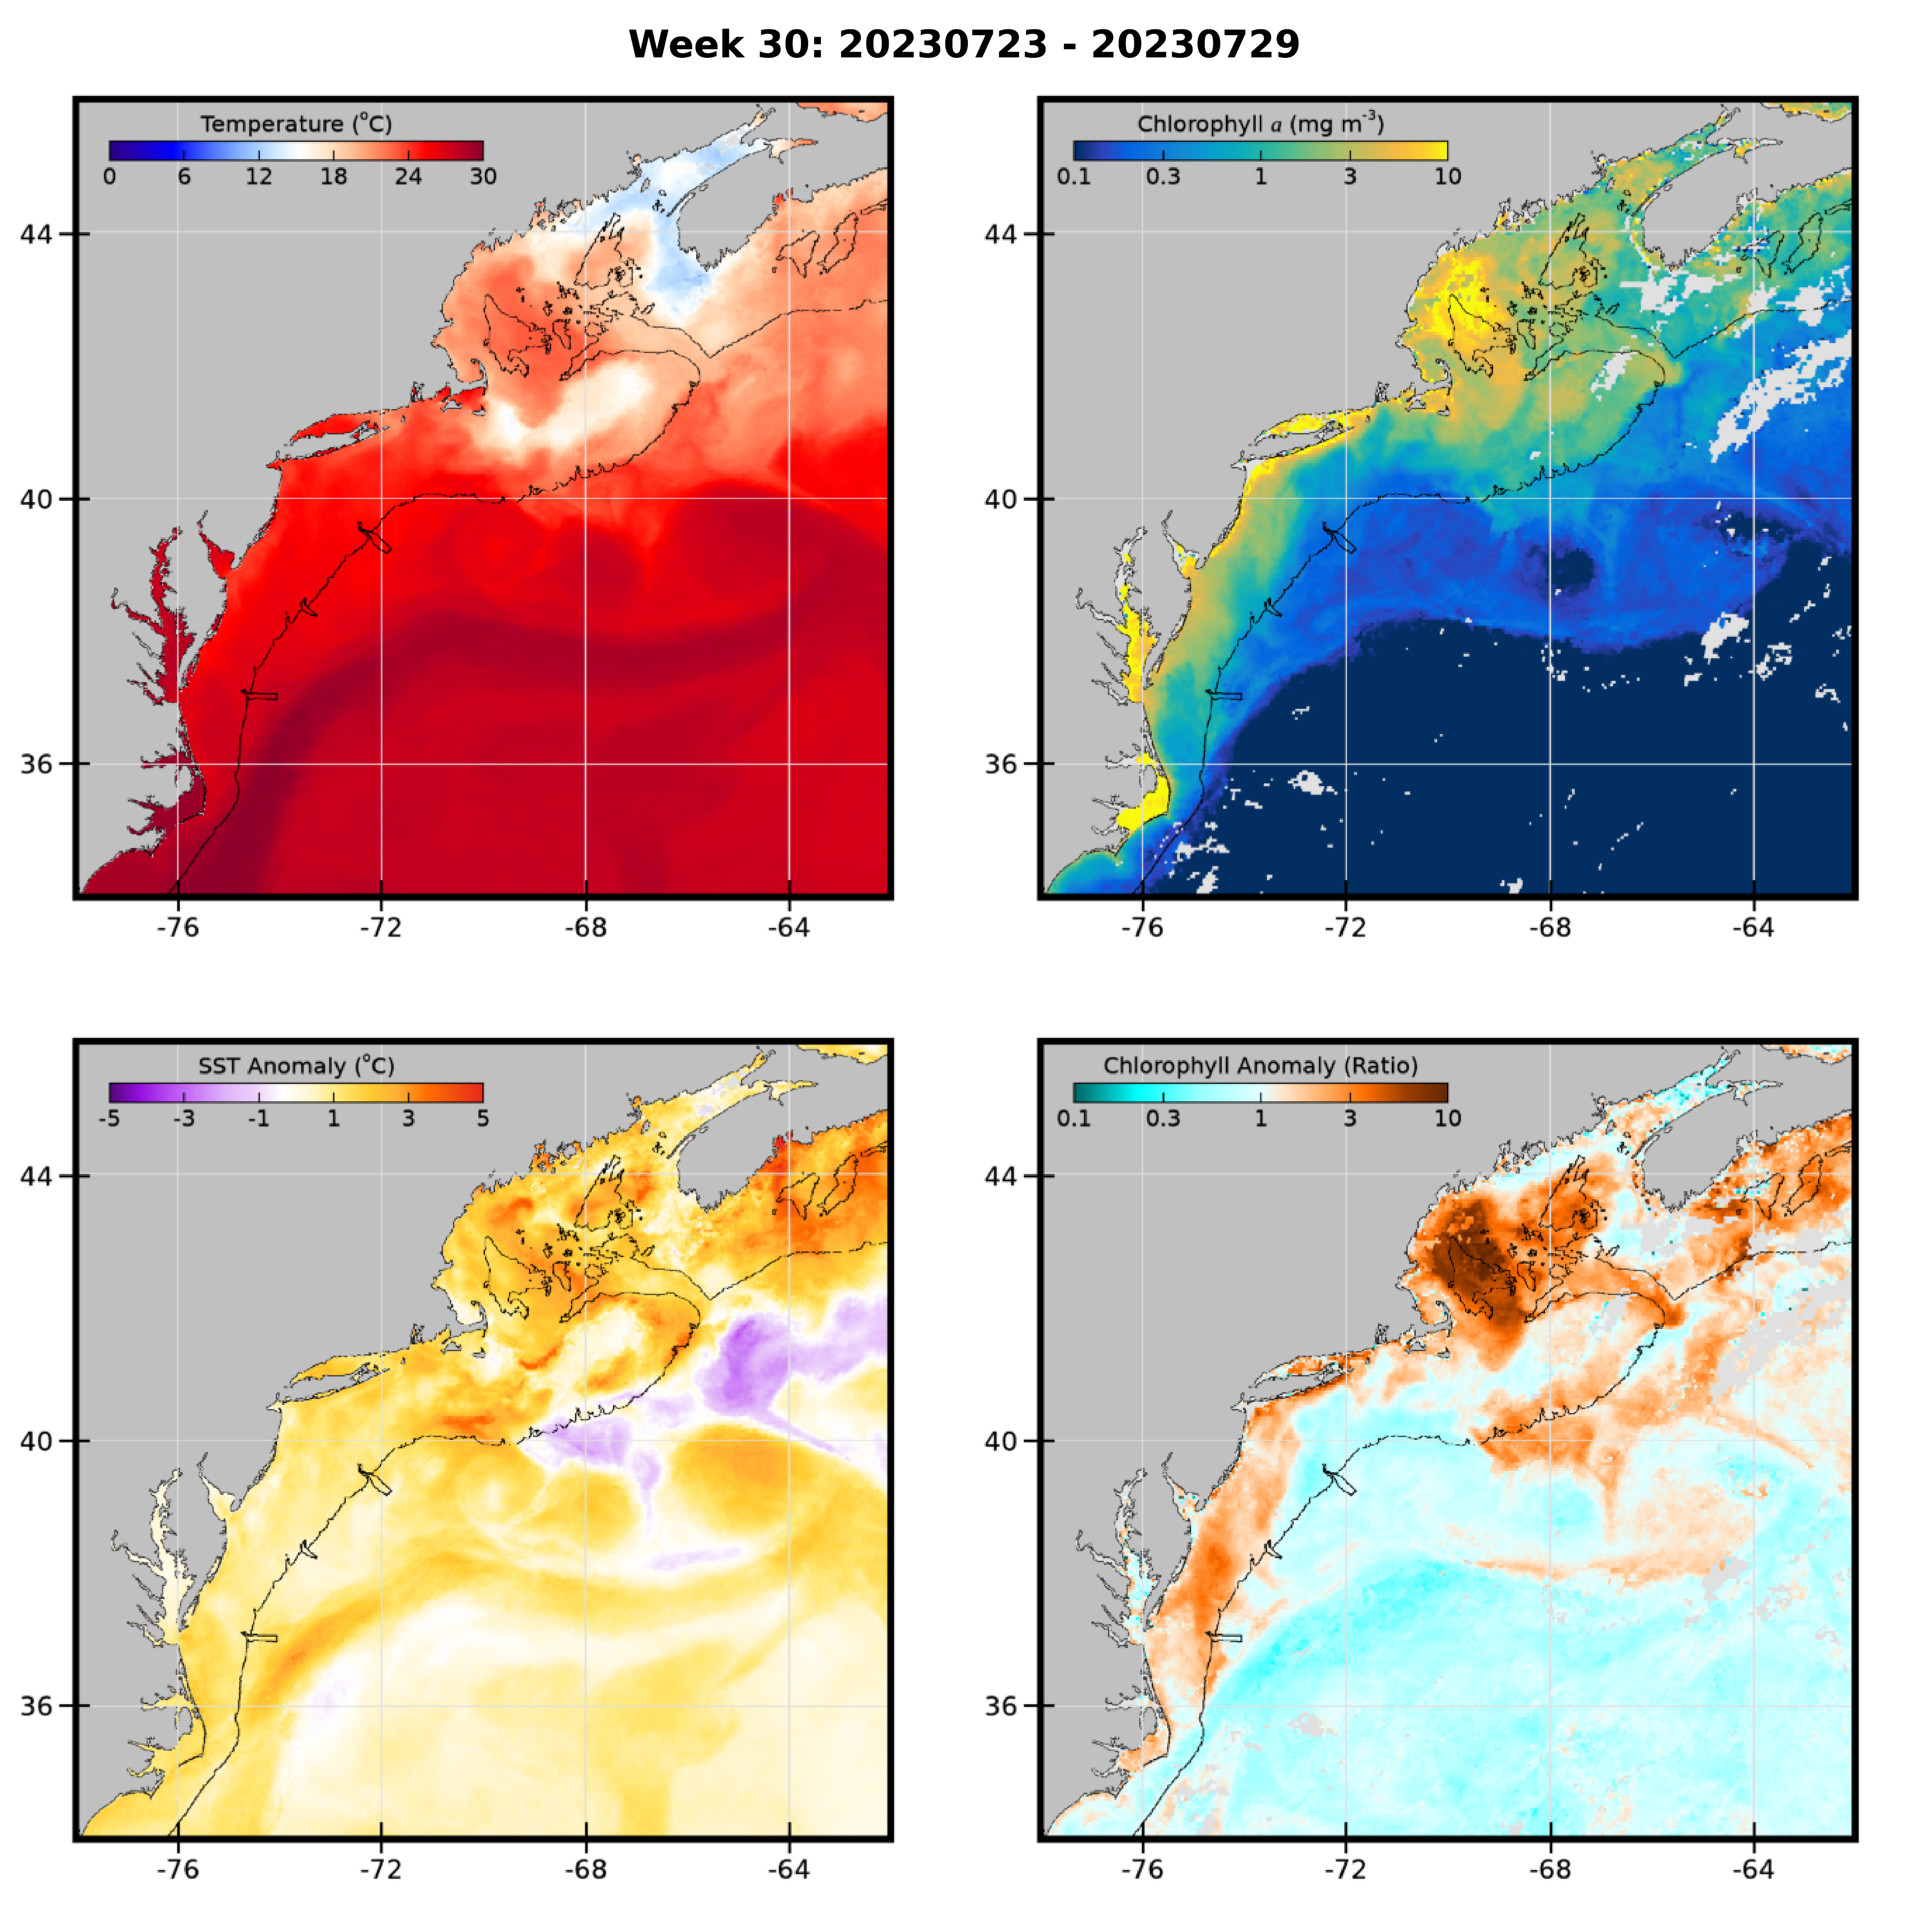 Week 30: 20230723 - 20230729
Temperature (°C)
0 6 12 18 24 30
44
40
36
-76 -72 -68 -64
Chlorophyll a (mg m⁻³)
0.1 0.3 1 3 10
44
40
36
-76 -72 -68 -64
SST Anomaly (°C)
-5 -3 -1 1 3 5
44
40
36
-76 -72 -68 -64
Chlorophyll Anomaly (Ratio)
0.1 0.3 1 3 10
44
40
36
-76 -72 -68 -64